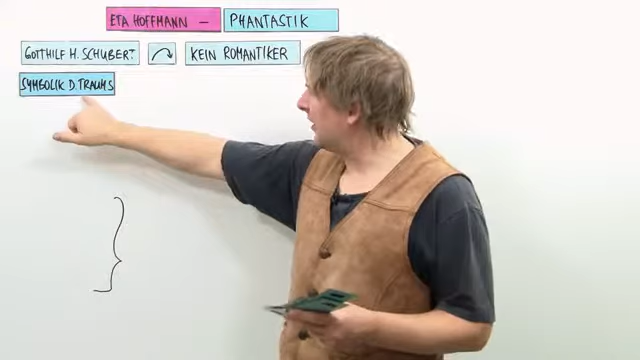 ETA HOFFMANN — PHANTASTIK
GOTTHILF H. SCHUBERT KEIN ROMANTIKER
SYMBOLIK D. TRAUMS